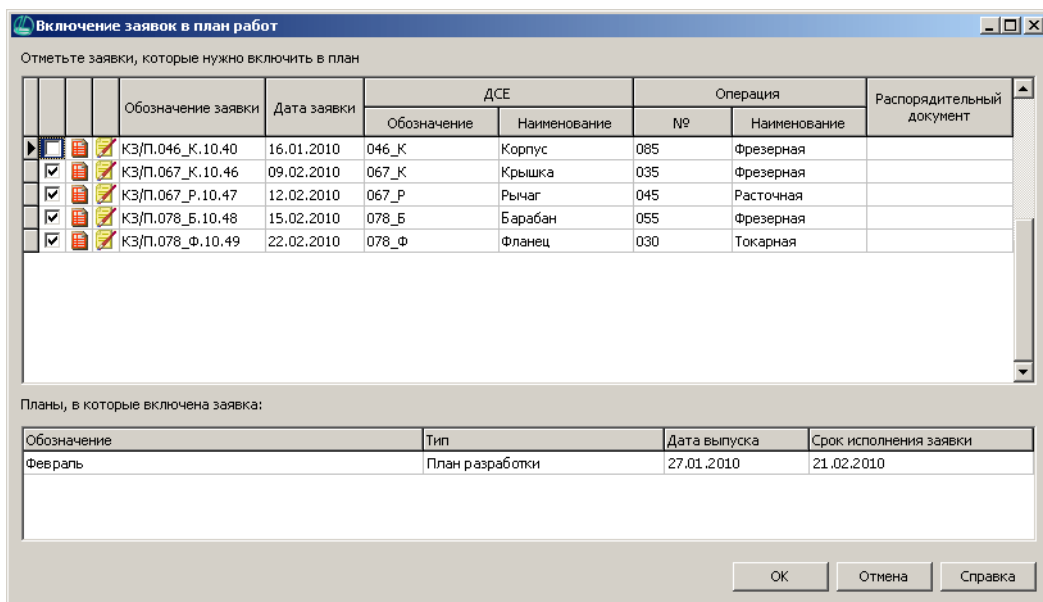 Включение заявок в план работ
Отметьте заявки, которые нужно включить в план
Обозначение заявки Дата заявки ДСЕ Операция Распорядительный документ
Обозначение Наименование № Наименование
КЗ/П.046_К.10.40 16.01.2010 046_К Корпус 085 Фрезерная
КЗ/П.067_К.10.46 09.02.2010 067_К Крышка 035 Фрезерная
КЗ/П.067_Р.10.47 12.02.2010 067_Р Рычаг 045 Расточная
КЗ/П.078_Б.10.48 15.02.2010 078_Б Барабан 055 Фрезерная
КЗ/П.078_Ф.10.49 22.02.2010 078_Ф Фланец 030 Токарная
Планы, в которые включена заявка:
Обозначение Тип Дата выпуска Срок исполнения заявки
Февраль План разработки 27.01.2010 21.02.2010
ОК Отмена Справка